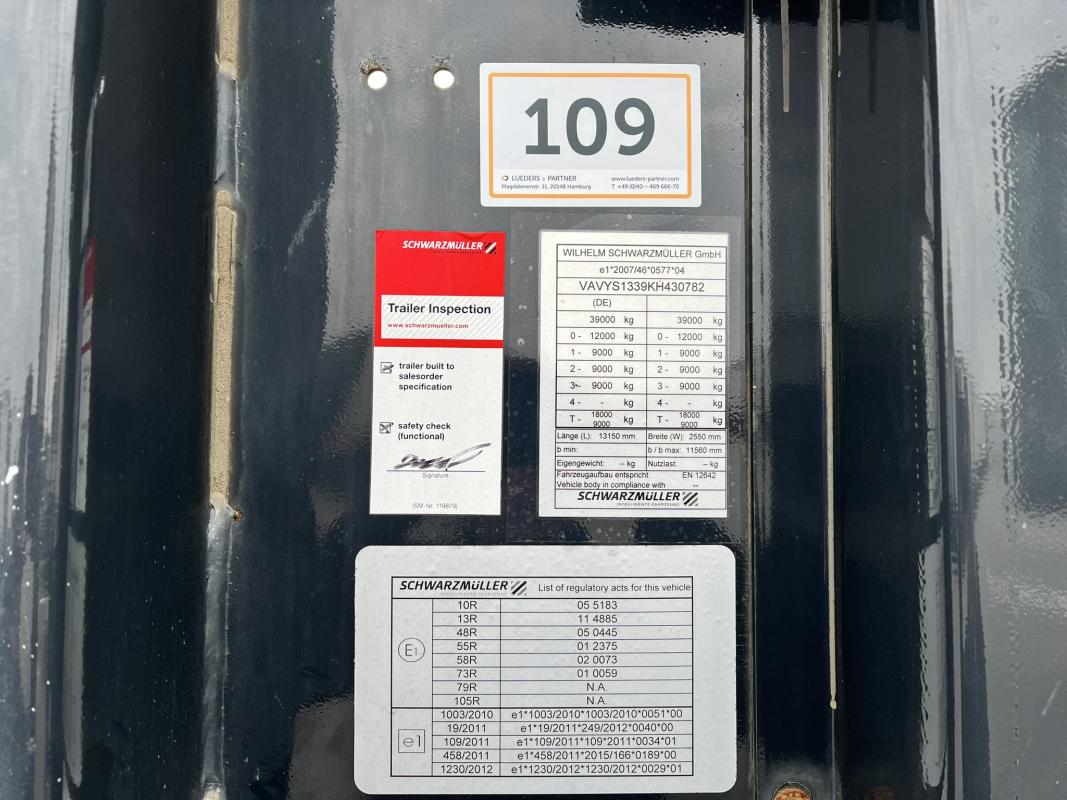 109
LUEDERS & PARTNER
Magdalenenstr. 11, 20148 Hamburg
www.lueders-partner.com
T +49 (0)40 – 469 666-70
SCHWARZMÜLLER
INTELLIGENTE FAHRZEUGE
Trailer Inspection
www.schwarzmueller.com
trailer built to
salesorder
specification
safety check
(functional)
Signature
(SM-Nr. 119879)
WILHELM SCHWARZMÜLLER GmbH
e1*2007/46*0577*04
VAVYS1339KH430782
(DE)
39000 kg 39000 kg
0 - 12000 kg 0 - 12000 kg
1 - 9000 kg 1 - 9000 kg
2 - 9000 kg 2 - 9000 kg
3 - 9000 kg 3 - 9000 kg
4 - - kg 4 - - kg
T - 18000 9000 kg T - 18000 9000 kg
Länge (L): 13150 mm Breite (W): 2550 mm
b min: b / b max: 11560 mm
Eigengewicht: -- kg Nutzlast: -- kg
Fahrzeugaufbau entspricht EN 12642
Vehicle body in compliance with --
SCHWARZMÜLLER
INTELLIGENTE FAHRZEUGE
SCHWARZMÜLLER List of regulatory acts for this vehicle
INTELLIGENTE FAHRZEUGE
E1
10R 05 5183
13R 11 4885
48R 05 0445
55R 01 2375
58R 02 0073
73R 01 0059
79R N.A.
105R N.A.
e1
1003/2010 e1*1003/2010*1003/2010*0051*00
19/2011 e1*19/2011*249/2012*0040*00
109/2011 e1*109/2011*109*2011*0034*01
458/2011 e1*458/2011*2015/166*0189*00
1230/2012 e1*1230/2012*1230/2012*0029*01